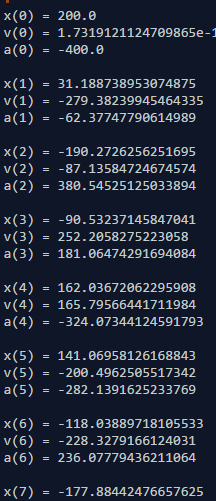 x(0) = 200.0
v(0) = 1.7319121124709865e-1
a(0) = -400.0
x(1) = 31.188738953074875
v(1) = -279.38239945464335
a(1) = -62.37747790614989
x(2) = -190.2726256251695
v(2) = -87.13584724674574
a(2) = 380.54525125033894
x(3) = -90.53237145847041
v(3) = 252.2058275223058
a(3) = 181.06474291694084
x(4) = 162.03672062295908
v(4) = 165.79566441711984
a(4) = -324.07344124591793
x(5) = 141.06958126168843
v(5) = -200.4962505517342
a(5) = -282.1391625233769
x(6) = -118.03889718105533
v(6) = -228.3279166124031
a(6) = 236.07779436211064
x(7) = -177.88442476657625